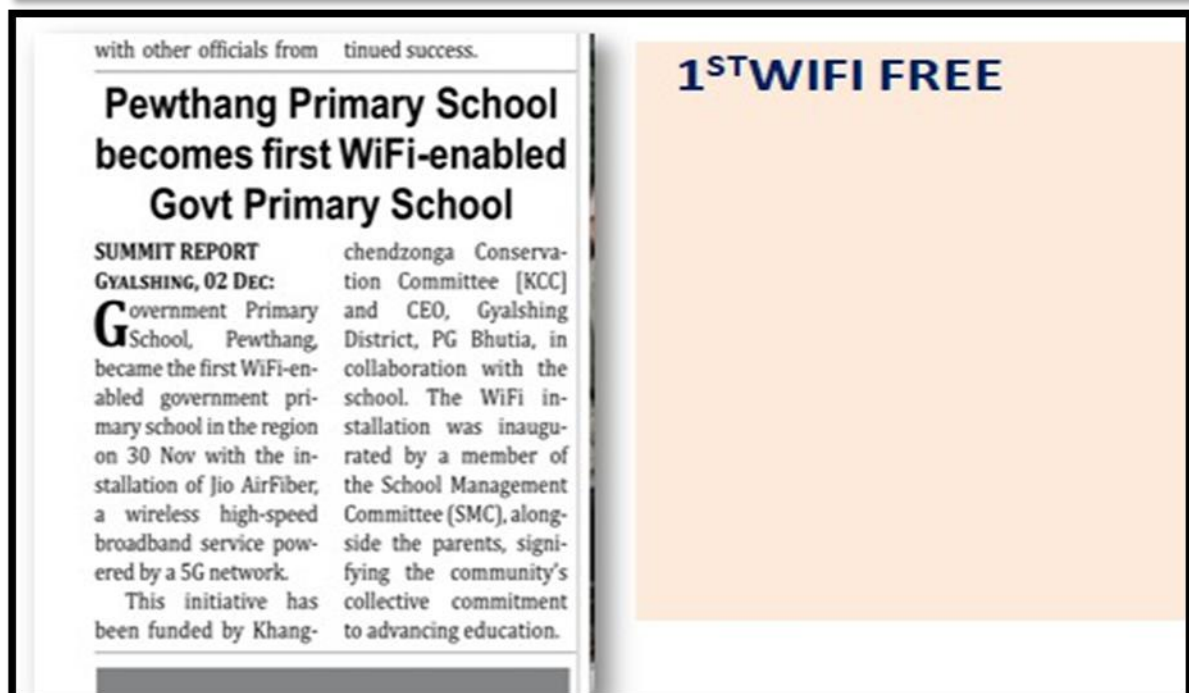 with other officials from
tinued success.
Pewthang Primary School
becomes first WiFi-enabled
Govt Primary School
SUMMIT REPORT
GYALSHING, 02 DEC:
Government Primary
School, Pewthang,
became the first WiFi-en-
abled government pri-
mary school in the region
on 30 Nov with the in-
stallation of Jio AirFiber,
a wireless high-speed
broadband service pow-
ered by a 5G network.
This initiative has
been funded by Khang-
chendzonga Conserva-
tion Committee [KCC]
and CEO, Gyalshing
District, PG Bhutia, in
collaboration with the
school. The WiFi in-
stallation was inaugu-
rated by a member of
the School Management
Committee (SMC), along-
side the parents, signi-
fying the community's
collective commitment
to advancing education.
1STWIFI FREE